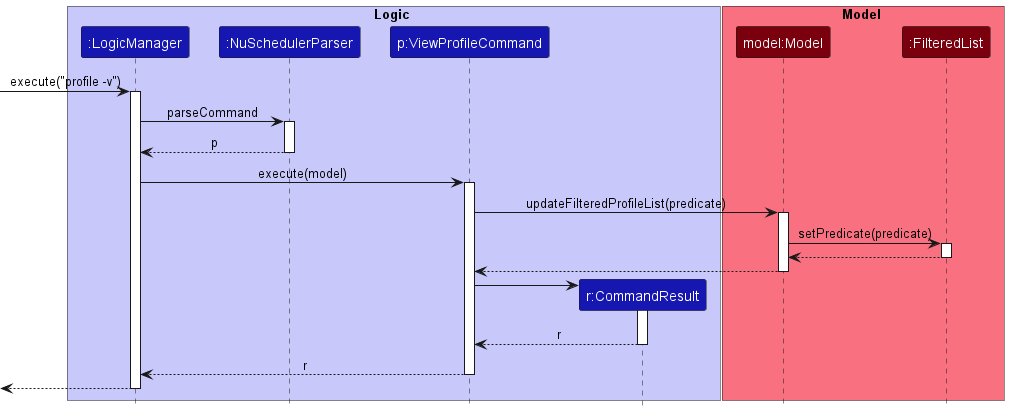 Logic
Model
:LogicManager
:NuSchedulerParser
p:ViewProfileCommand
model:Model
:FilteredList
execute("profile -v")
parseCommand
p
execute(model)
updateFilteredProfileList(predicate)
setPredicate(predicate)
r:CommandResult
r
r